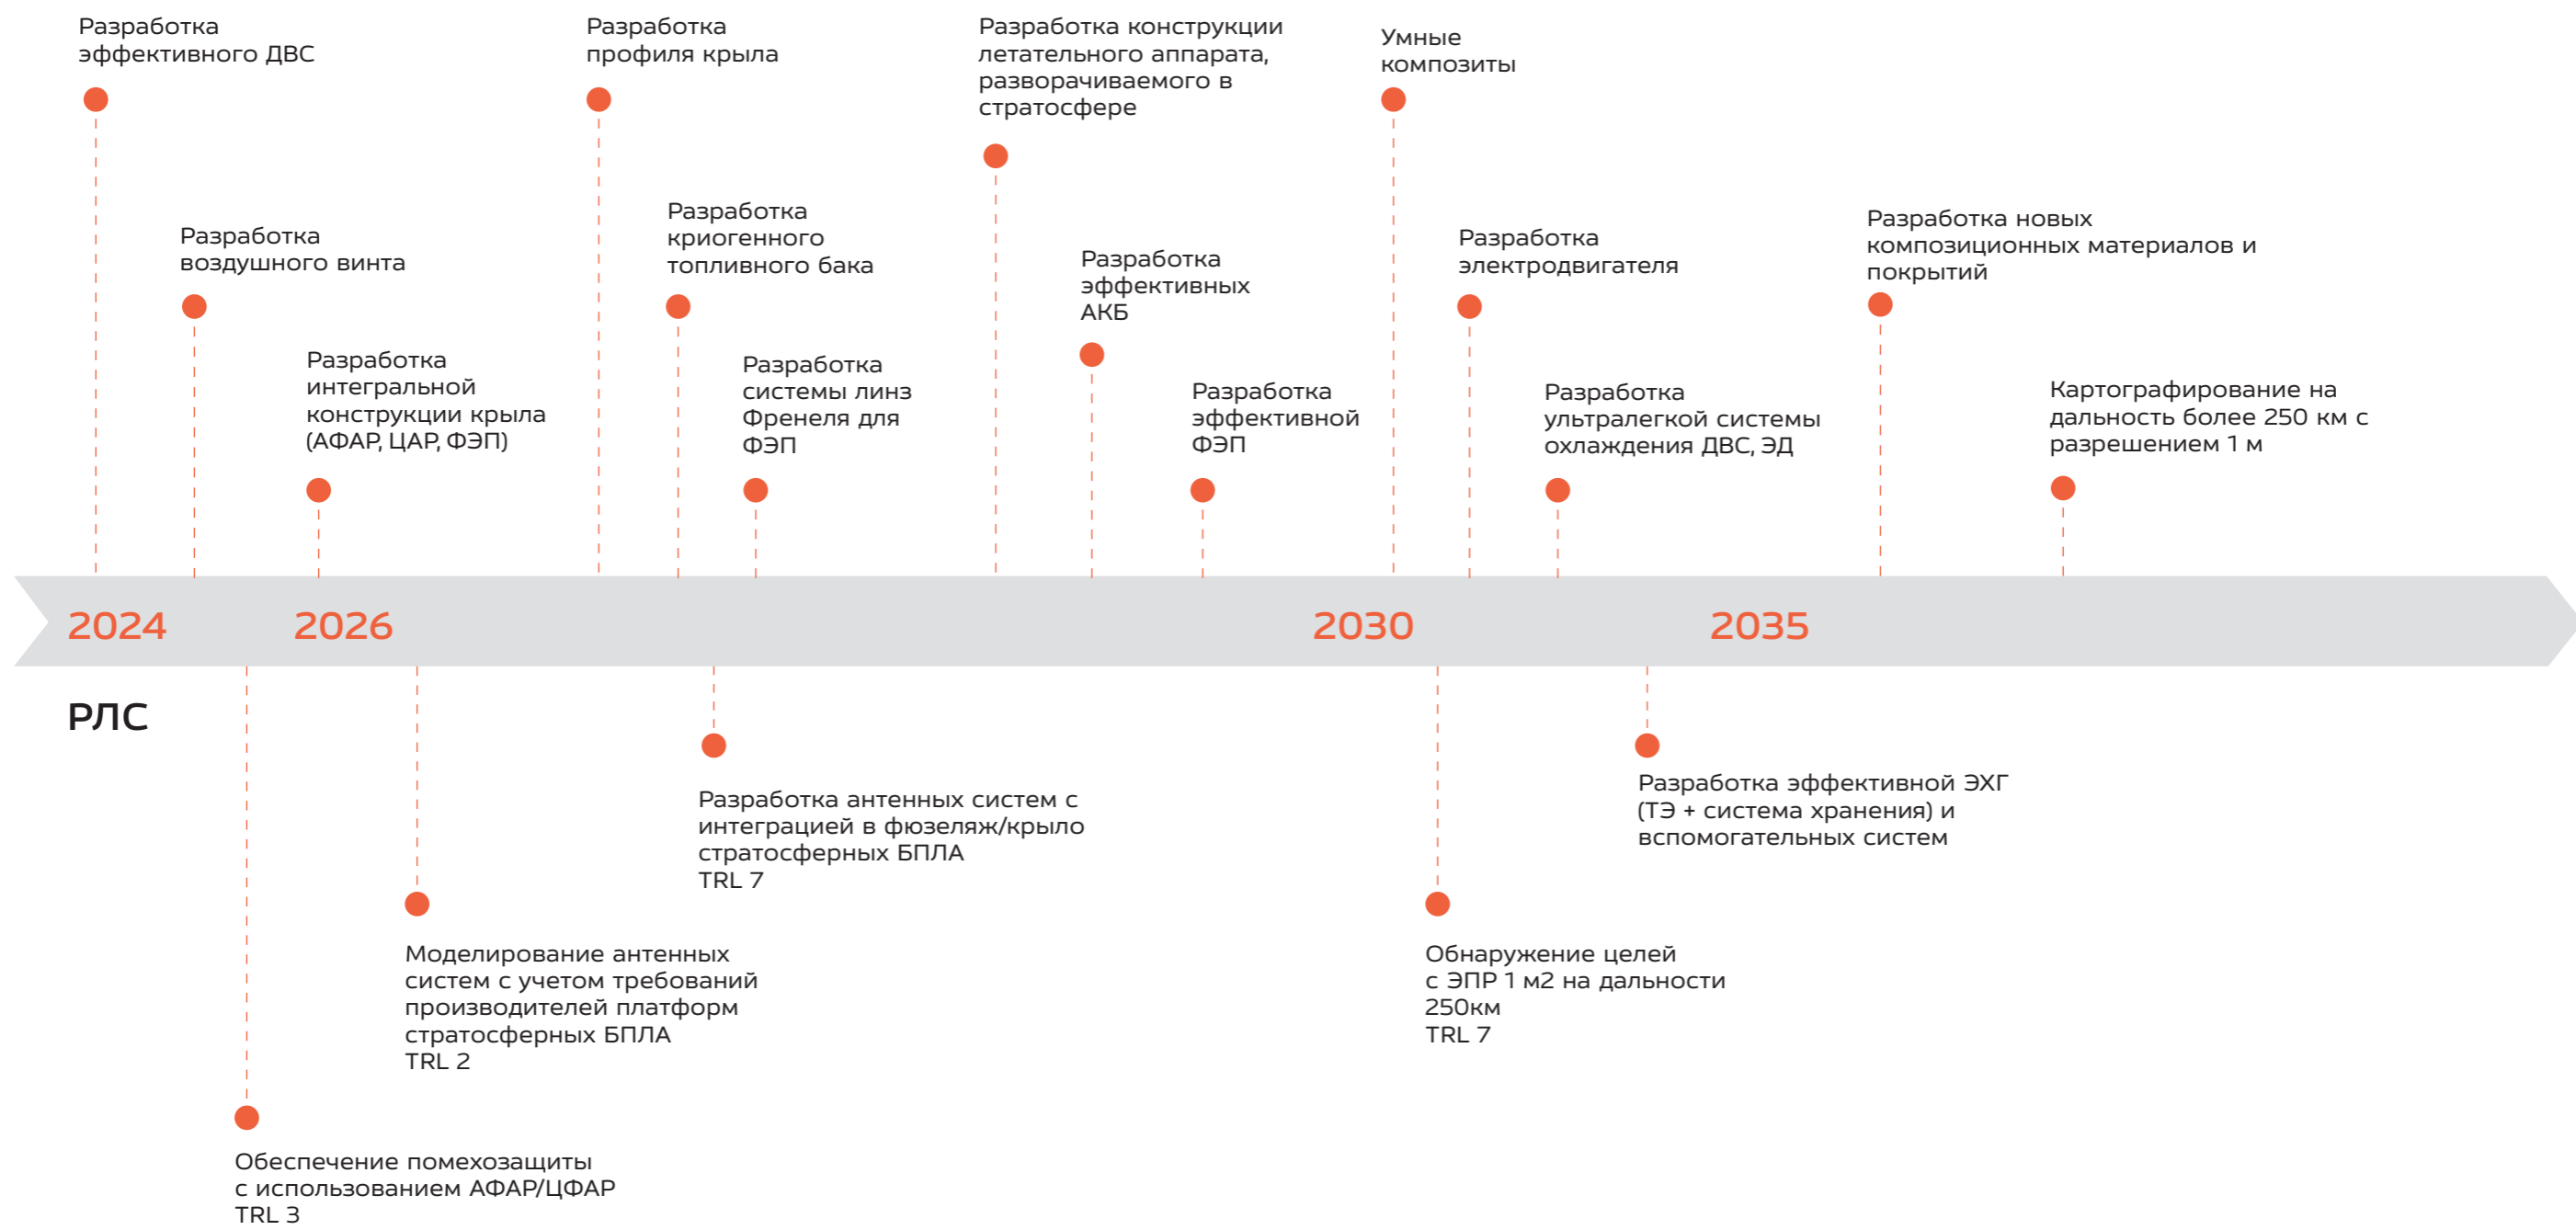 Разработка
эффективного ДВС
Разработка
воздушного винта
Разработка
интегральной
конструкции крыла
(АФАР, ЦАР, ФЭП)
Разработка
профиля крыла
Разработка
криогенного
топливного бака
Разработка
системы линз
Френеля для
ФЭП
Разработка конструкции
летательного аппарата,
разворачиваемого в
стратосфере
Разработка
эффективных
АКБ
Разработка
эффективной
ФЭП
Умные
композиты
Разработка
электродвигателя
Разработка
ультралегкой системы
охлаждения ДВС, ЭД
Разработка новых
композиционных материалов и
покрытий
Картографирование на
дальность более 250 км с
разрешением 1 м
2024
2026
2030
2035
РЛС
Обеспечение помехозащиты
с использованием АФАР/ЦФАР
TRL 3
Моделирование антенных
систем с учетом требований
производителей платформ
стратосферных БПЛА
TRL 2
Разработка антенных систем с
интеграцией в фюзеляж/крыло
стратосферных БПЛА
TRL 7
Обнаружение целей
с ЭПР 1 м2 на дальности
250км
TRL 7
Разработка эффективной ЭХГ
(ТЭ + система хранения) и
вспомогательных систем